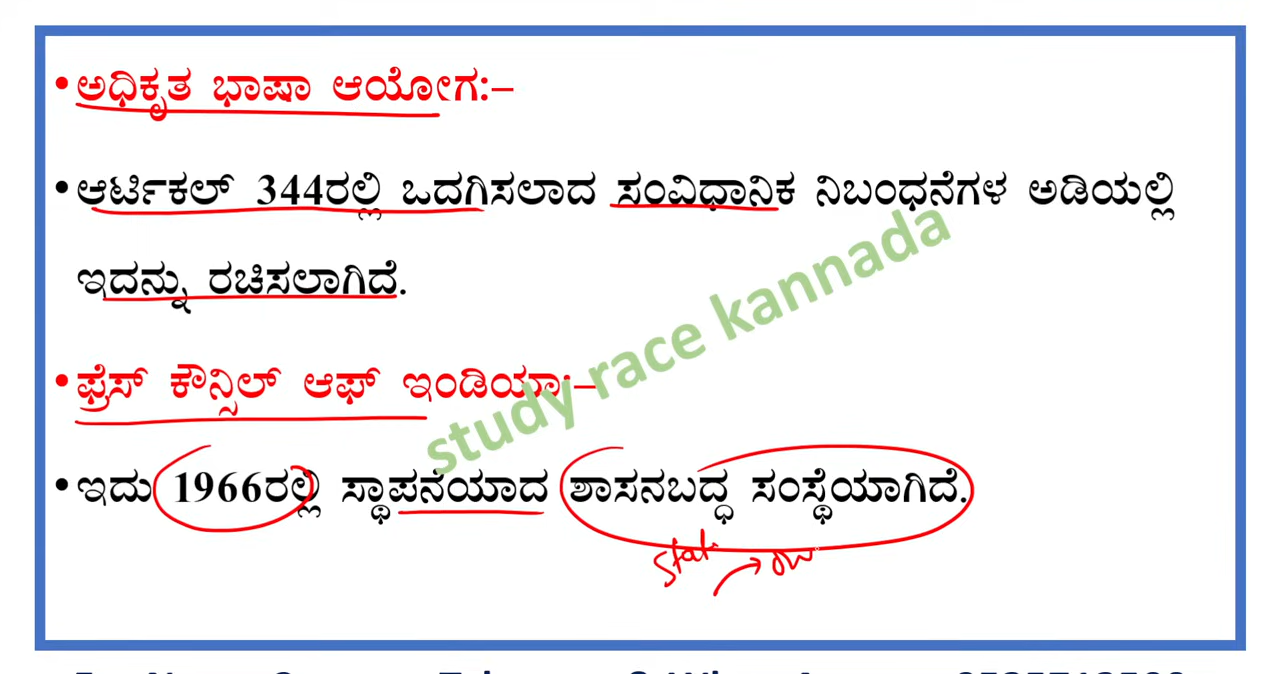 •ಅಧಿಕೃತ ಭಾಷಾ ಆಯೋಗ:–
•ಆರ್ಟಿಕಲ್ 344ರಲ್ಲಿ ಒದಗಿಸಲಾದ ಸಂವಿಧಾನಿಕ ನಿಬಂಧನೆಗಳ ಅಡಿಯಲ್ಲಿ
ಇದನ್ನು ರಚಿಸಲಾಗಿದೆ.
•ಫ್ರೆಸ್ ಕೌನ್ಸಿಲ್ ಆಫ್ ಇಂಡಿಯಾ:–
•ಇದು 1966ರಲ್ಲಿ ಸ್ಥಾಪನೆಯಾದ ಶಾಸನಬದ್ಧ ಸಂಸ್ಥೆಯಾಗಿದೆ.
study race kannada